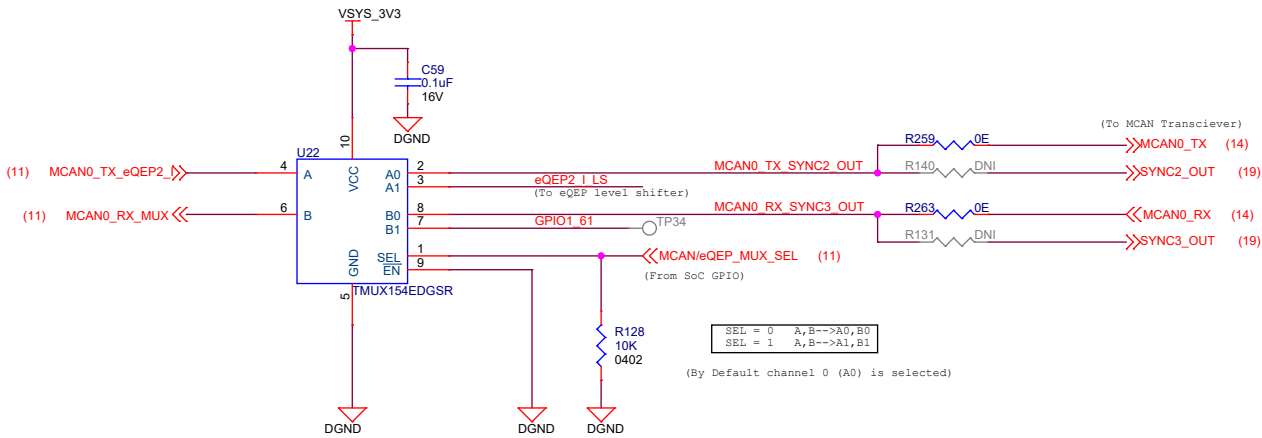 VSYS_3V3
C59
0.1uF
16V
DGND
(To MCAN Transciever)
R259 0E
MCAN0_TX (14)
U22
10
VCC
(11) MCAN0_TX_eQEP2_I
4 A
A0 2
MCAN0_TX_SYNC2_OUT
R140 DNI
SYNC2_OUT (19)
A1 3
eQEP2_I_LS
(To eQEP level shifter)
(11) MCAN0_RX_MUX
6 B
B0 8
MCAN0_RX_SYNC3_OUT
R263 0E
MCAN0_RX (14)
B1 7
GPIO1_61
TP34
R131 DNI
SYNC3_OUT (19)
SEL 1
MCAN/eQEP_MUX_SEL (11)
EN 9
(From SoC GPIO)
GND
5
TMUX154EDGSR
R128
10K
0402
SEL = 0 A,B-->A0,B0
SEL = 1 A,B-->A1,B1
(By Default channel 0 (A0) is selected)
DGND
DGND
DGND